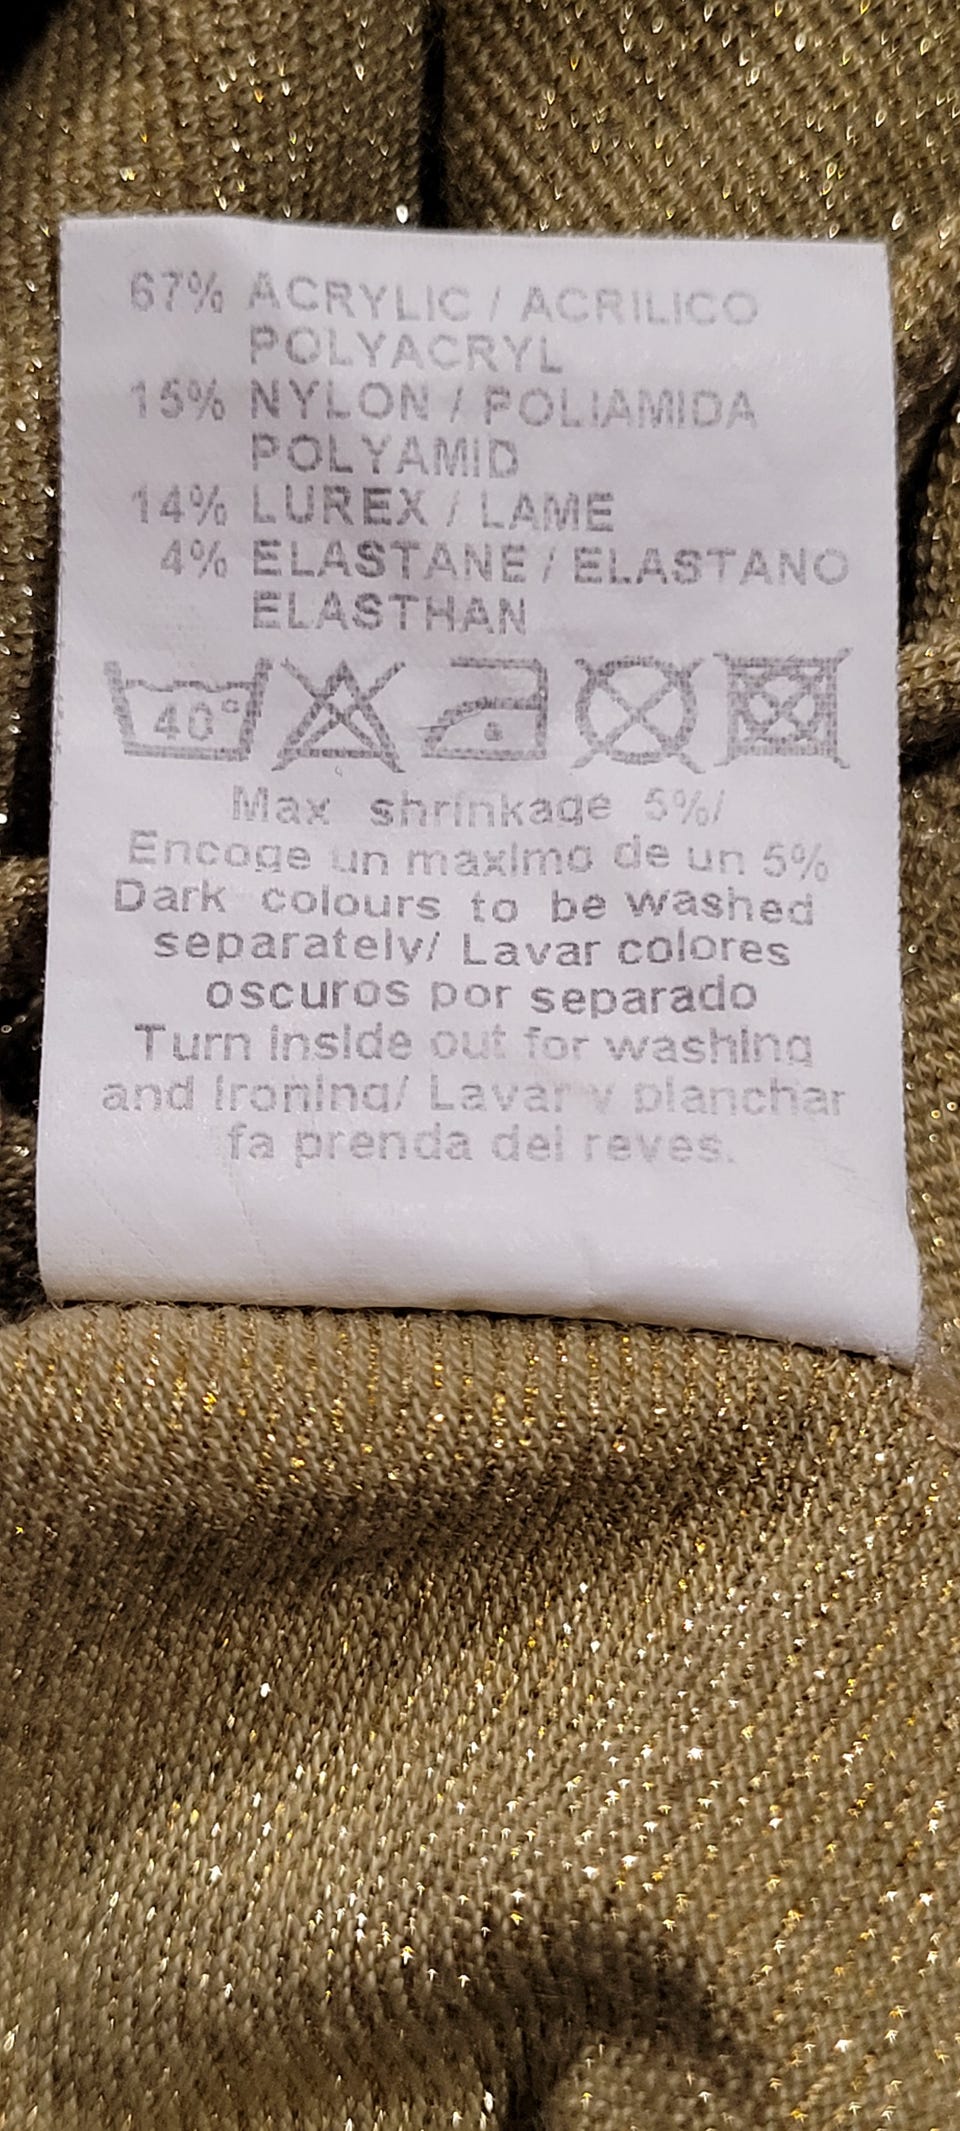 67% ACRYLIC / ACRILICO
POLYACRYL
15% NYLON / POLIAMIDA
POLYAMID
14% LUREX / LAME
4% ELASTANE / ELASTANO
ELASTHAN
40°
Max shrinkage 5%/
Encoge un maximo de un 5%
Dark colours to be washed
separately/ Lavar colores
oscuros por separado
Turn inside out for washing
and ironing/ Lavar y planchar
fa prenda del reves.